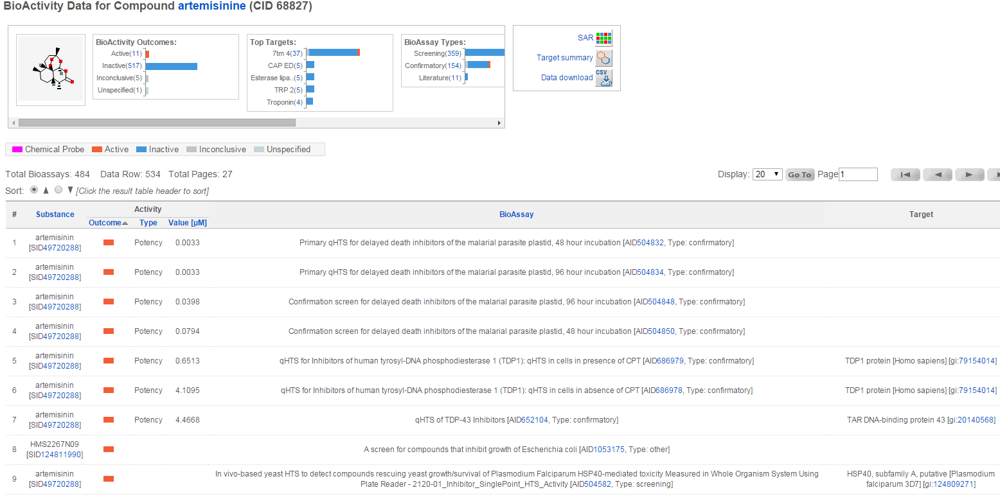 BioActivity Data for Compound artemisinine (CID 68827)
BioActivity Outcomes:
Active(11)
Inactive(517)
Inconclusive(5)
Unspecified(1)
Top Targets:
7tm 4(37)
CAP ED(5)
Esterase lipa..(5)
TRP 2(5)
Troponin(4)
BioAssay Types:
Screening(359)
Confirmatory(154)
Literature(11)
SAR
Target summary
Data download
CSV
Chemical Probe Active Inactive Inconclusive Unspecified
Total Bioassays: 484 Data Row: 534 Total Pages: 27
Display: 20 Go To Page 1
Sort: [Click the result table header to sort]
# Substance Activity BioAssay Target
Outcome Type Value [µM]
1 artemisinin [SID49720288] Potency 0.0033 Primary qHTS for delayed death inhibitors of the malarial parasite plastid, 48 hour incubation [AID504832, Type: confirmatory]
2 artemisinin [SID49720288] Potency 0.0033 Primary qHTS for delayed death inhibitors of the malarial parasite plastid, 96 hour incubation [AID504834, Type: confirmatory]
3 artemisinin [SID49720288] Potency 0.0398 Confirmation screen for delayed death inhibitors of the malarial parasite plastid, 96 hour incubation [AID504848, Type: confirmatory]
4 artemisinin [SID49720288] Potency 0.0794 Confirmation screen for delayed death inhibitors of the malarial parasite plastid, 48 hour incubation [AID504850, Type: confirmatory]
5 artemisinin [SID49720288] Potency 0.6513 qHTS for Inhibitors of human tyrosyl-DNA phosphodiesterase 1 (TDP1): qHTS in cells in presence of CPT [AID686979, Type: confirmatory] TDP1 protein [Homo sapiens] [gi:79154014]
6 artemisinin [SID49720288] Potency 4.1095 qHTS for Inhibitors of human tyrosyl-DNA phosphodiesterase 1 (TDP1): qHTS in cells in absence of CPT [AID686978, Type: confirmatory] TDP1 protein [Homo sapiens] [gi:79154014]
7 artemisinin [SID49720288] Potency 4.4668 qHTS of TDP-43 Inhibitors [AID652104, Type: confirmatory] TAR DNA-binding protein 43 [gi:20140568]
8 HMS2267N09 [SID124811990] A screen for compounds that inhibit growth of Escherichia coli [AID1053175, Type: other]
9 artemisinin [SID49720288] In vivo-based yeast HTS to detect compounds rescuing yeast growth/survival of Plasmodium Falciparum HSP40-mediated toxicity Measured in Whole Organism System Using Plate Reader - 2120-01_Inhibitor_SinglePoint_HTS_Activity [AID504582, Type: screening] HSP40, subfamily A, putative [Plasmodium falciparum 3D7] [gi:124809271]